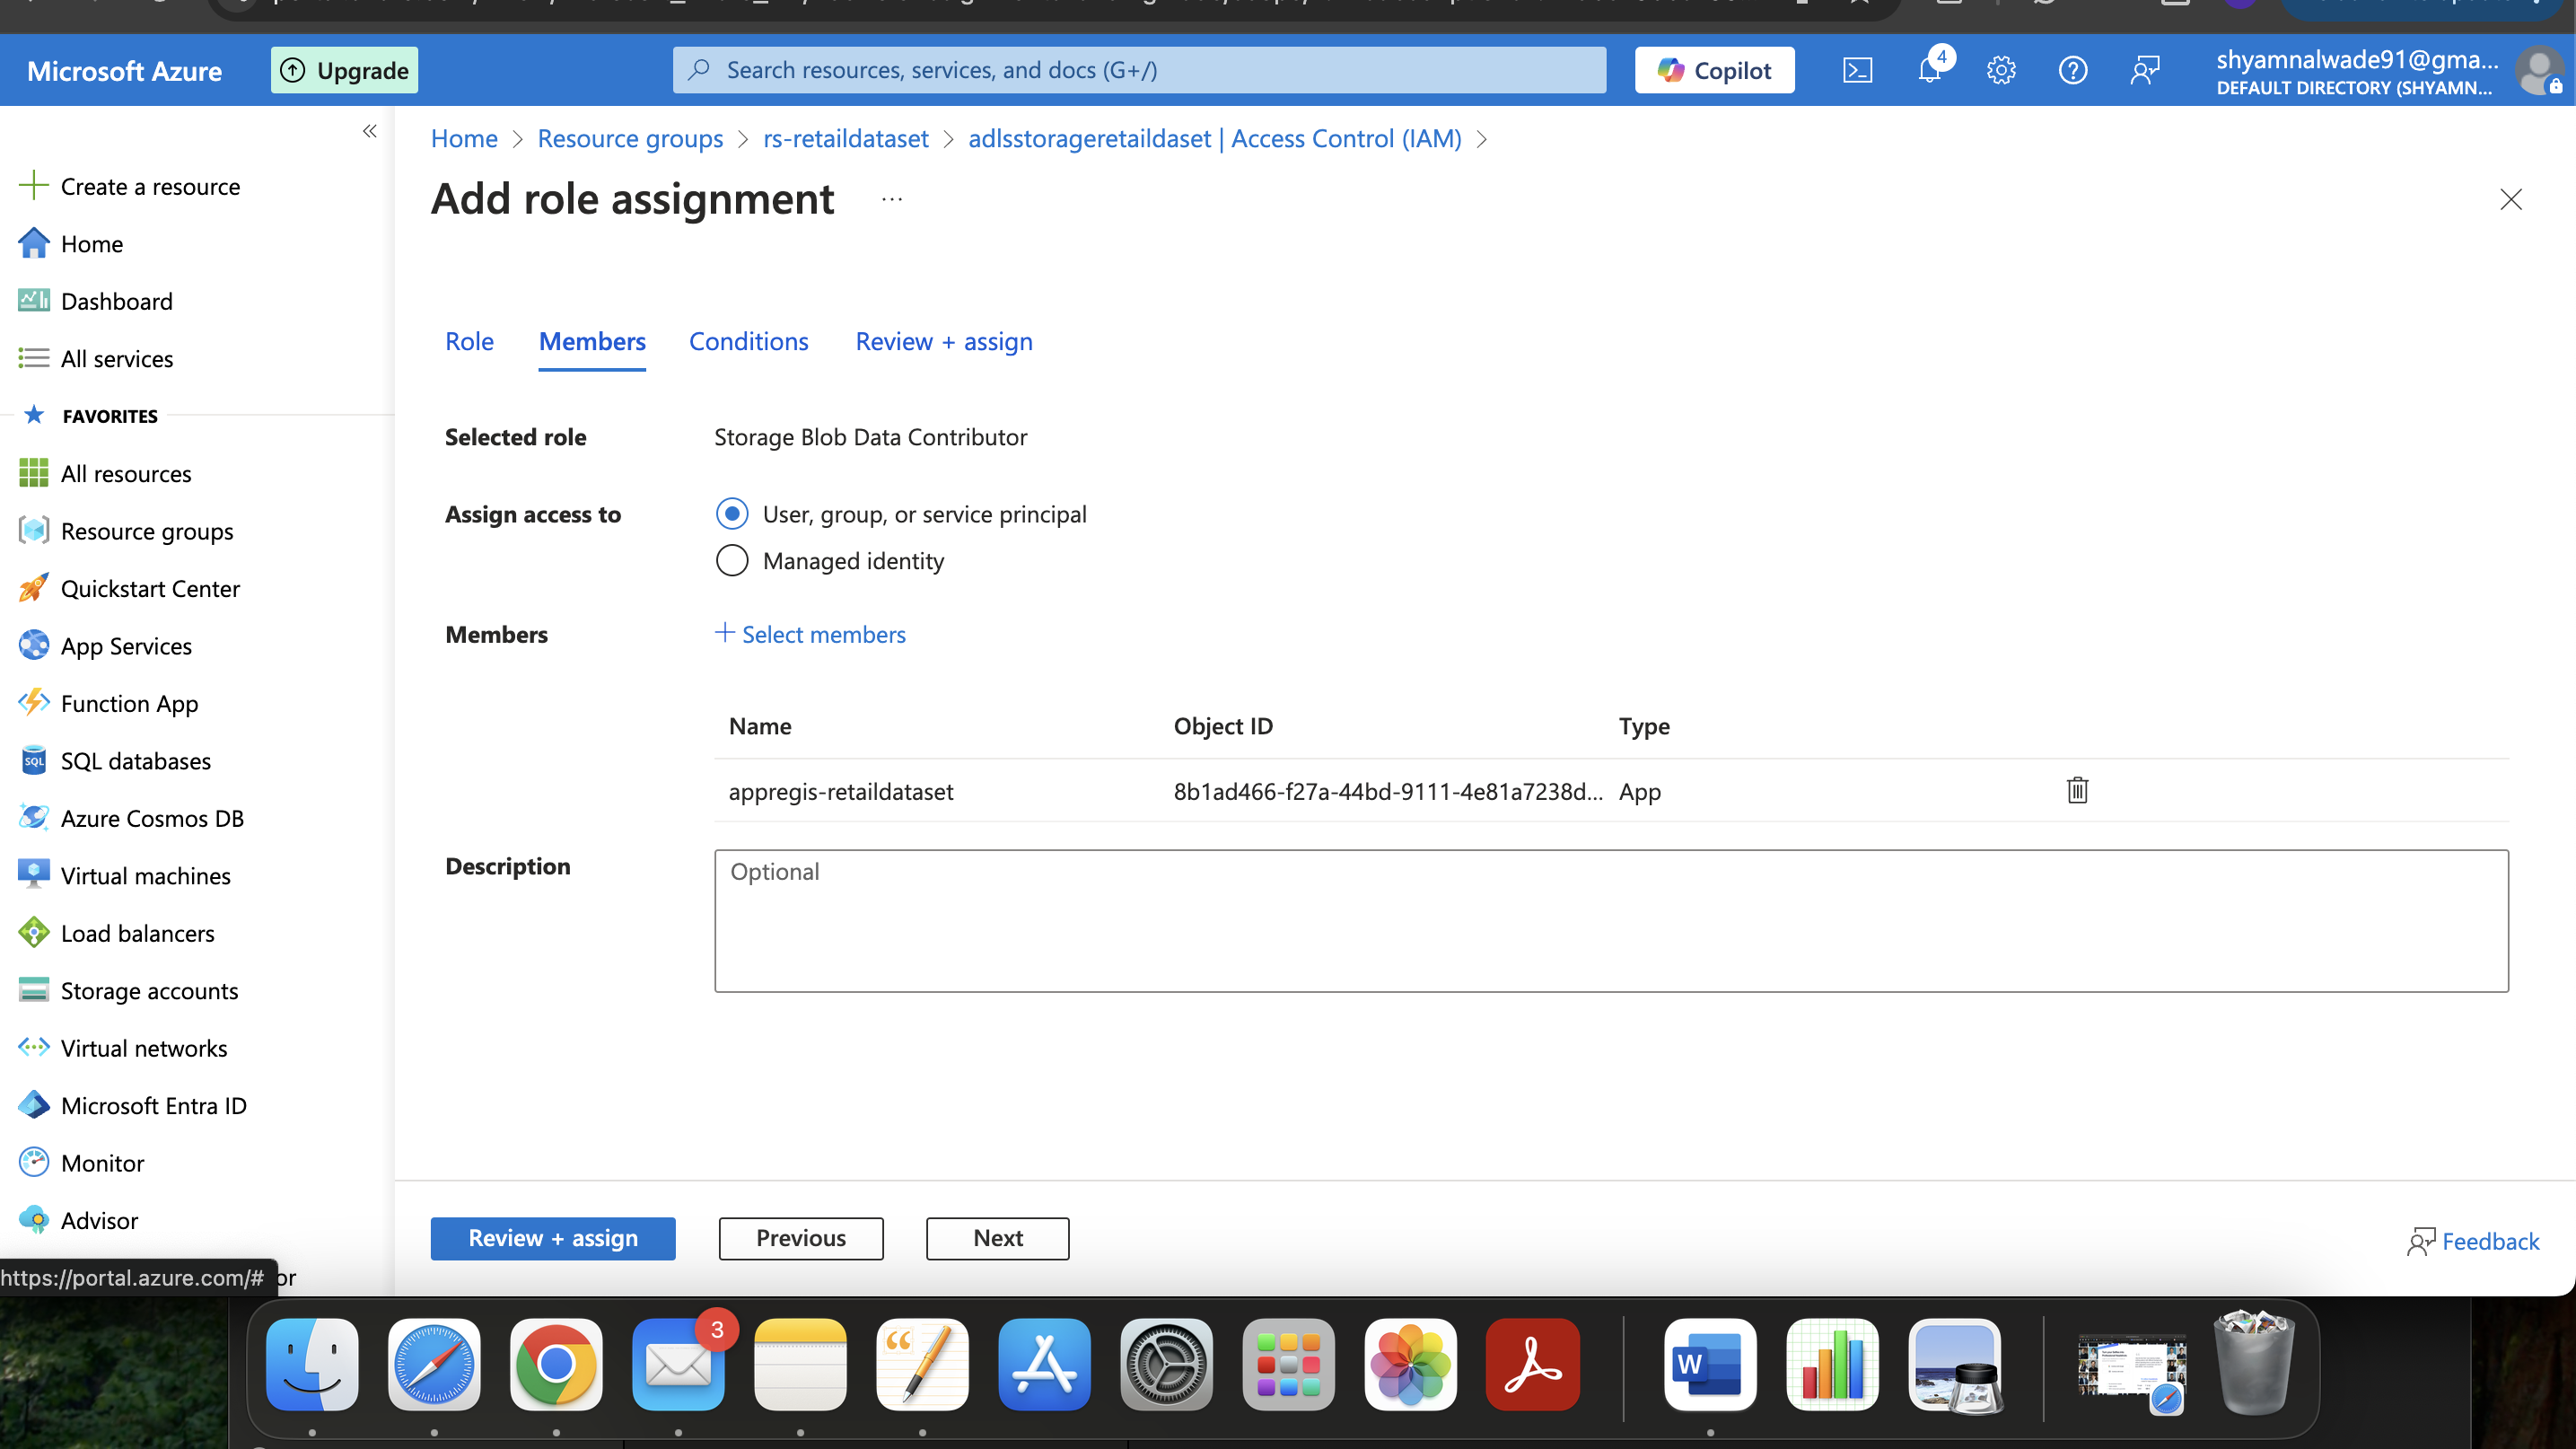 Microsoft Azure
Upgrade
Search resources, services, and docs (G+/)
Copilot
4
shyamnalwade91@gma...
DEFAULT DIRECTORY (SHYAMN...
Home > Resource groups > rs-retaildataset > adlsstorageretaildaset | Access Control (IAM) >
Add role assignment ...
Create a resource
Home
Dashboard
All services
FAVORITES
All resources
Resource groups
Quickstart Center
App Services
Function App
SQL databases
Azure Cosmos DB
Virtual machines
Load balancers
Storage accounts
Virtual networks
Microsoft Entra ID
Monitor
Advisor
or
https://portal.azure.com/#
Role Members Conditions Review + assign
Selected role Storage Blob Data Contributor
Assign access to User, group, or service principal
Managed identity
Members + Select members
Name Object ID Type
appregis-retaildataset 8b1ad466-f27a-44bd-9111-4e81a7238d... App
Description Optional
Review + assign Previous Next
Feedback
3
W